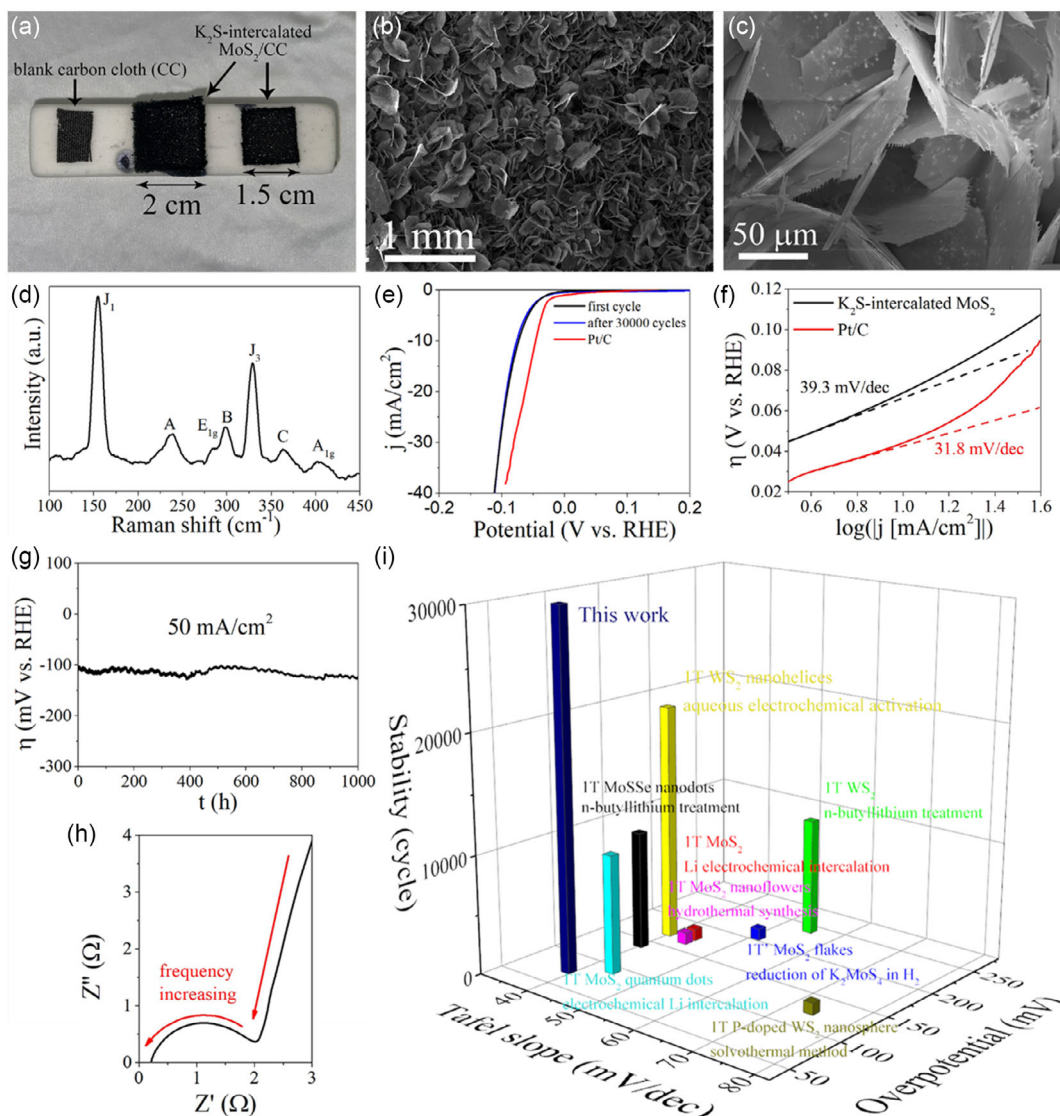 (a)
K₂S-intercalated
MoS₂/CC
blank carbon cloth (CC)
2 cm
1.5 cm
(b)
1 mm
(c)
50 μm
(d)
Intensity (a.u.)
J₁
A
E₁g
B
J₃
C
A₁g
100 150 200 250 300 350 400 450
Raman shift (cm⁻¹)
(e)
j (mA/cm²)
0
-10
-20
-30
-40
first cycle
after 30000 cycles
Pt/C
-0.2 -0.1 0.0 0.1 0.2
Potential (V vs. RHE)
(f)
η (V vs. RHE)
0.12
0.10
0.08
0.06
0.04
0.02
K₂S-intercalated MoS₂
Pt/C
39.3 mV/dec
31.8 mV/dec
0.6 0.8 1.0 1.2 1.4 1.6
log(|j [mA/cm²]|)
(g)
η (mV vs. RHE)
100
0
-100
-200
-300
50 mA/cm²
0 200 400 600 800 1000
t (h)
(h)
Z'' (Ω)
4
3
2
1
0
frequency
increasing
0 1 2 3
Z' (Ω)
(i)
Stability (cycle)
30000
20000
10000
0
This work
1T WS₂ nanohelices
aqueous electrochemical activation
1T MoSSe nanodots
n-butyllithium treatment
1T WS₂
n-butyllithium treatment
1T MoS₂
Li electrochemical intercalation
1T MoS₂ nanoflowers
hydrothermal synthesis
1T' MoS₂ flakes
reduction of K₂MoS₄ in H₂
1T MoS₂ quantum dots
electrochemical Li intercalation
1T P-doped WS₂ nanosphere
solvothermal method
40 50 60 70 80
Tafel slope (mV/dec)
50 100 150 200 250
Overpotential (mV)